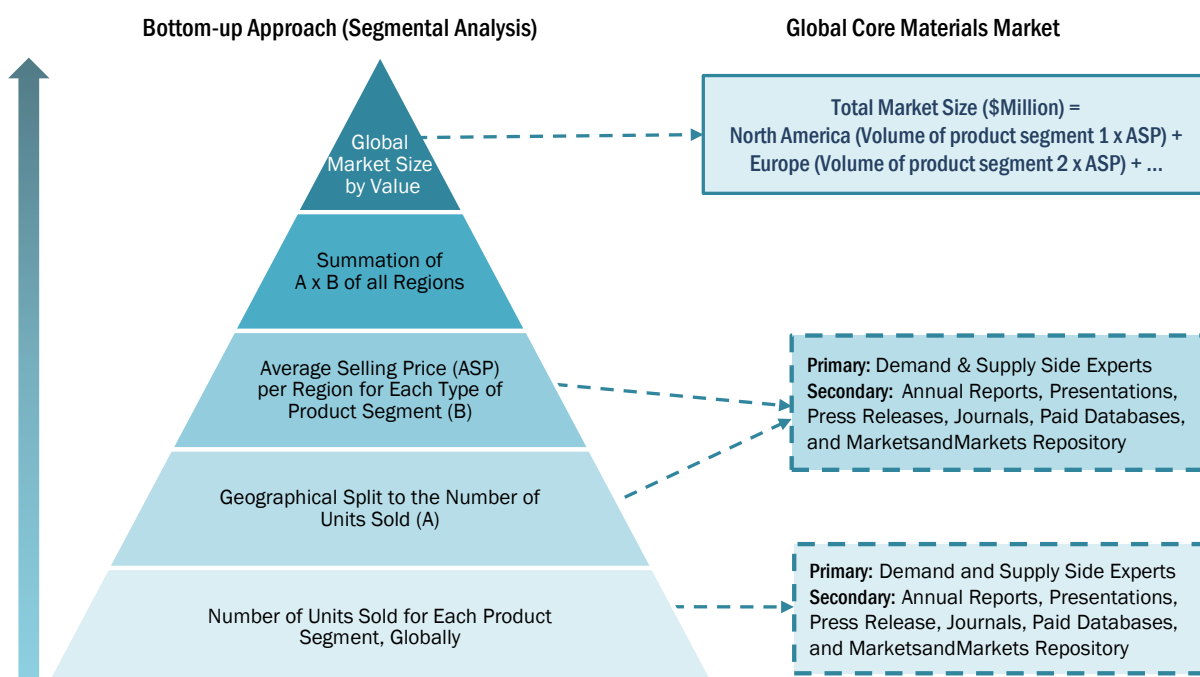 Bottom-up Approach (Segmental Analysis)
Global Core Materials Market
Global
Market Size
by Value
Total Market Size ($Million) =
North America (Volume of product segment 1 x ASP) +
Europe (Volume of product segment 2 x ASP) + ...
Summation of
A x B of all Regions
Average Selling Price (ASP)
per Region for Each Type of
Product Segment (B)
Primary: Demand & Supply Side Experts
Secondary: Annual Reports, Presentations,
Press Releases, Journals, Paid Databases,
and MarketsandMarkets Repository
Geographical Split to the Number of
Units Sold (A)
Number of Units Sold for Each Product
Segment, Globally
Primary: Demand and Supply Side Experts
Secondary: Annual Reports, Presentations,
Press Release, Journals, Paid Databases,
and MarketsandMarkets Repository